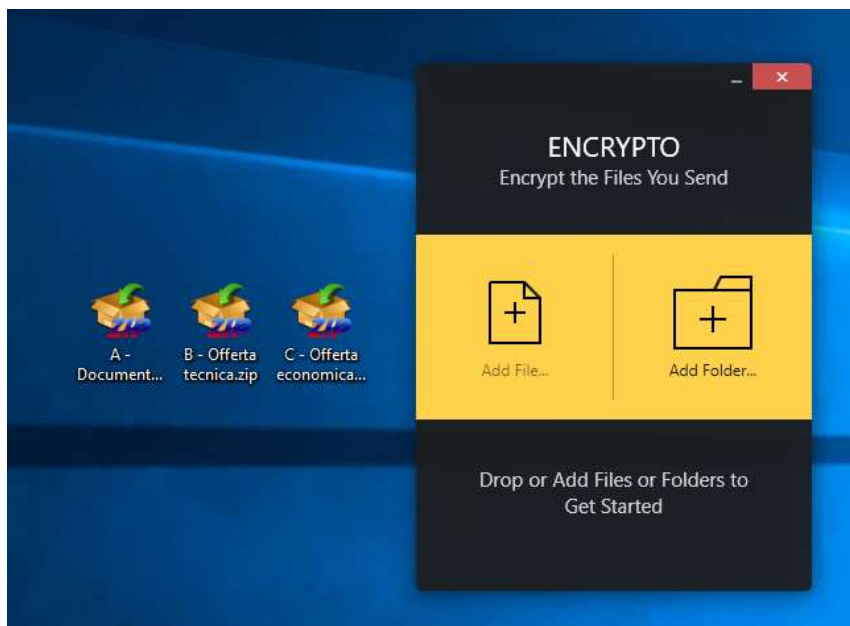 ENCRYPTO
Encrypt the Files You Send
A -
Document...
B - Offerta
tecnica.zip
C - Offerta
economica...
Add File...
Add Folder...
Drop or Add Files or Folders to
Get Started